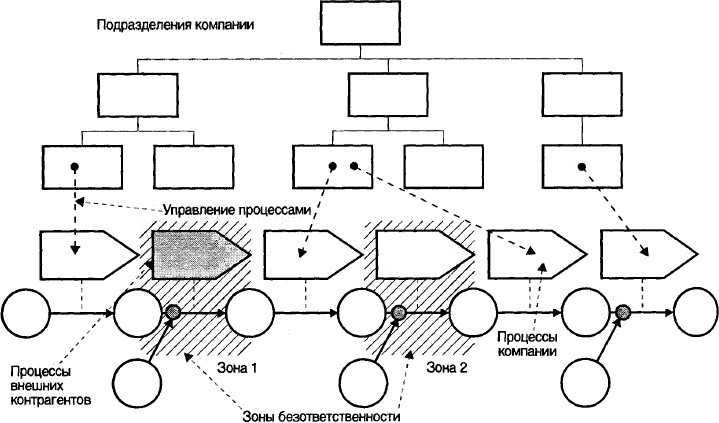 Подразделения компании
Управление процессами
Процессы
внешних
контрагентов
Зона 1
Зона 2
Процессы
компании
Зоны безответственности